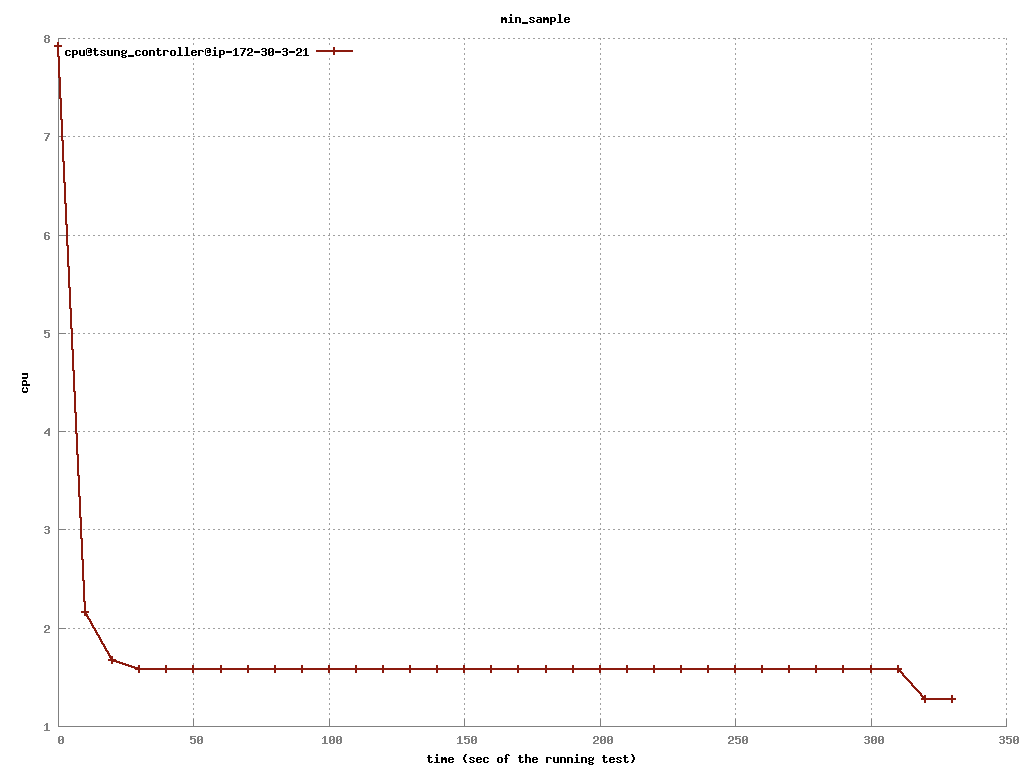 min_sample
cpu@tsung_controller@ip-172-30-3-21
8
7
6
5
4
3
2
1
cpu
0 50 100 150 200 250 300 350
time (sec of the running test)